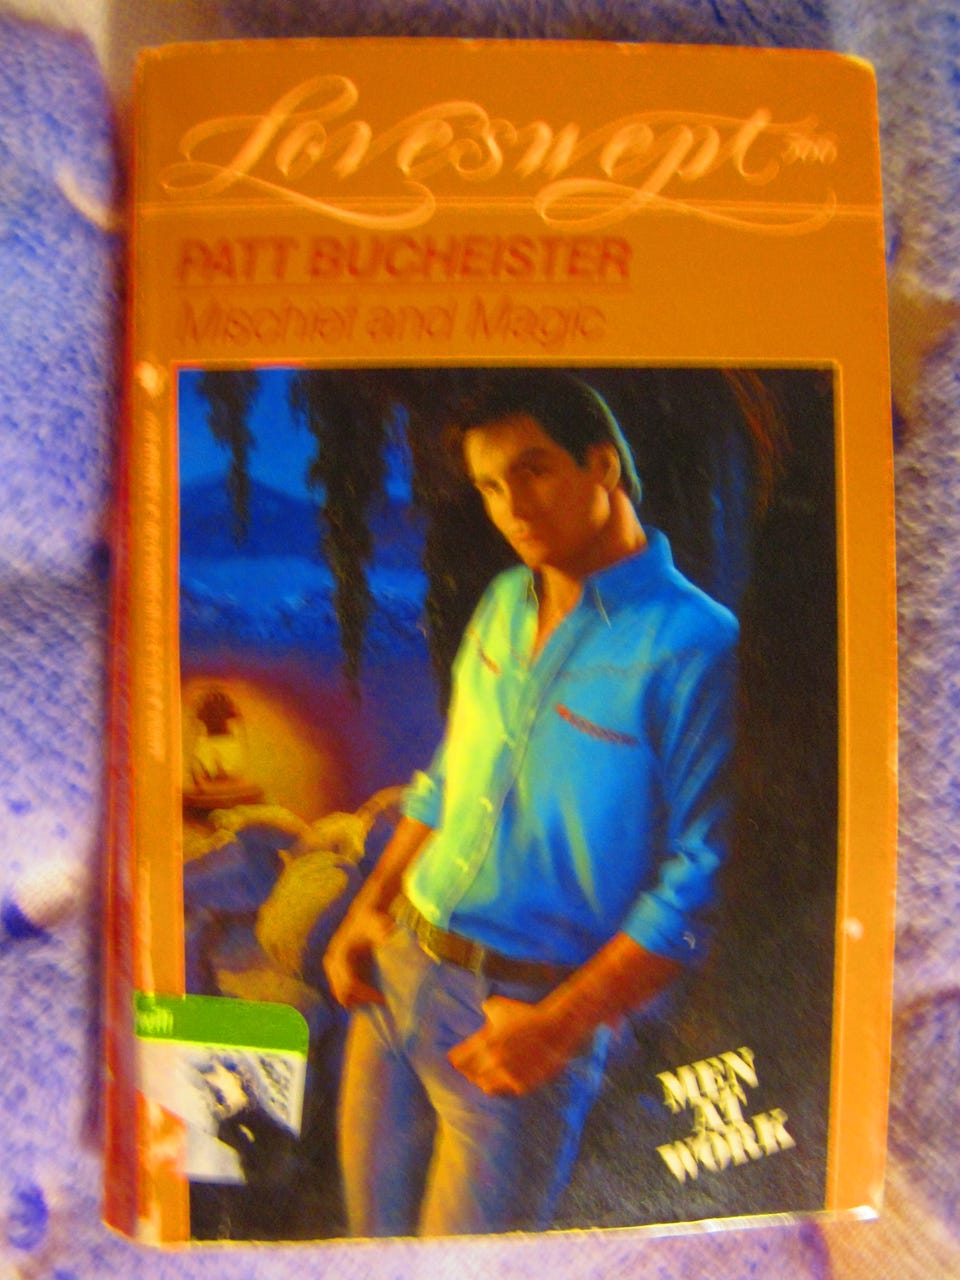 Loveswept
PATT BUCHEISTER
Mischief and Magic
MEN
AT
WORK